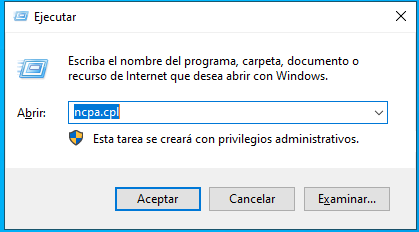 Ejecutar
Escriba el nombre del programa, carpeta, documento o
recurso de Internet que desea abrir con Windows.
Abrir: ncpa.cpl
Esta tarea se creará con privilegios administrativos.
Aceptar Cancelar Examinar...